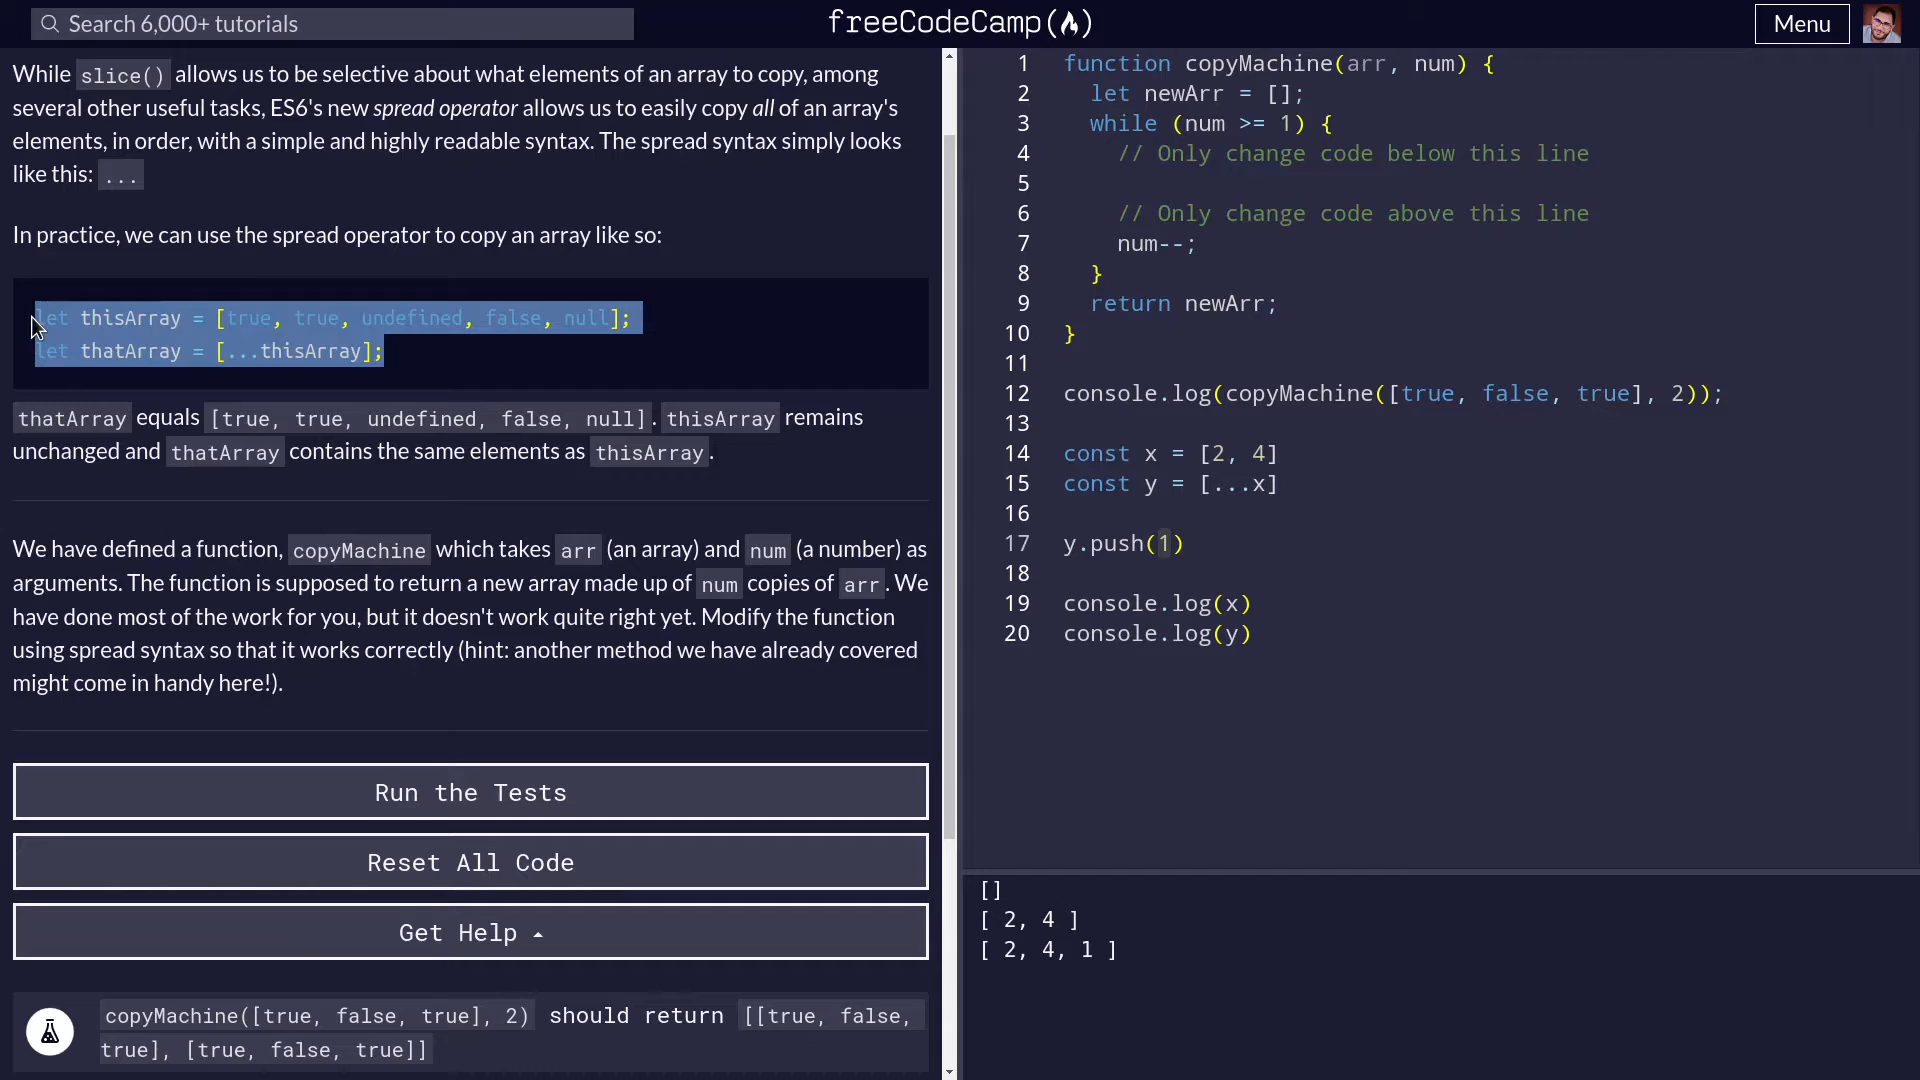 Search 6,000+ tutorials
freeCodeCamp(🔥)
Menu
While slice() allows us to be selective about what elements of an array to copy, among
several other useful tasks, ES6's new spread operator allows us to easily copy all of an array's
elements, in order, with a simple and highly readable syntax. The spread syntax simply looks
like this: ...
In practice, we can use the spread operator to copy an array like so:
let thisArray = [true, true, undefined, false, null];
let thatArray = [...thisArray];
thatArray equals [true, true, undefined, false, null]. thisArray remains
unchanged and thatArray contains the same elements as thisArray.
We have defined a function, copyMachine which takes arr (an array) and num (a number) as
arguments. The function is supposed to return a new array made up of num copies of arr. We
have done most of the work for you, but it doesn't work quite right yet. Modify the function
using spread syntax so that it works correctly (hint: another method we have already covered
might come in handy here!).
Run the Tests
Reset All Code
Get Help
copyMachine([true, false, true], 2) should return [[true, false,
true], [true, false, true]]
1 function copyMachine(arr, num) {
2 let newArr = [];
3 while (num >= 1) {
4 // Only change code below this line
5
6 // Only change code above this line
7 num--;
8 }
9 return newArr;
10 }
11
12 console.log(copyMachine([true, false, true], 2));
13
14 const x = [2, 4]
15 const y = [...x]
16
17 y.push(1)
18
19 console.log(x)
20 console.log(y)
[]
[ 2, 4 ]
[ 2, 4, 1 ]